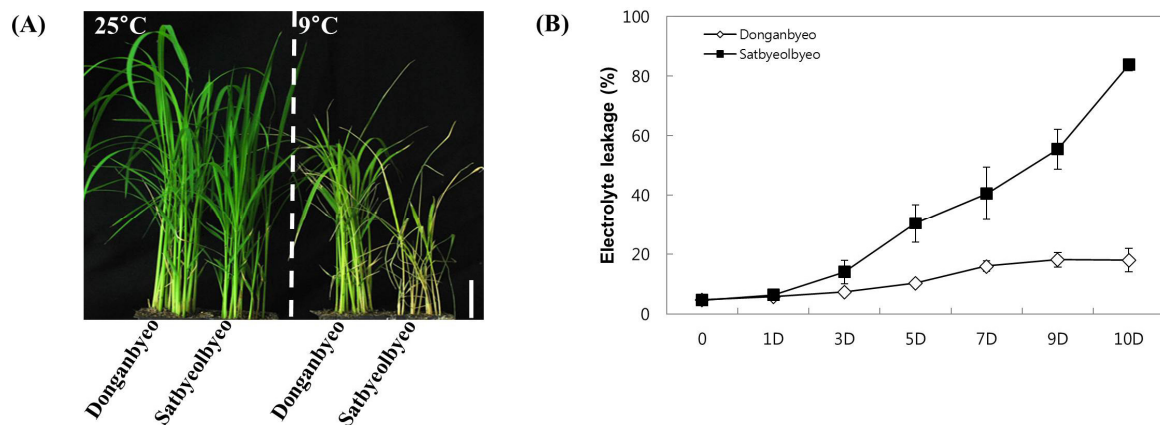 (A)
25°C
9°C
Donganbyeo
Satbyeolbyeo
Donganbyeo
Satbyeolbyeo
(B)
Donganbyeo
Satbyeolbyeo
Electrolyte leakage (%)
100
80
60
40
20
0
0 1D 3D 5D 7D 9D 10D